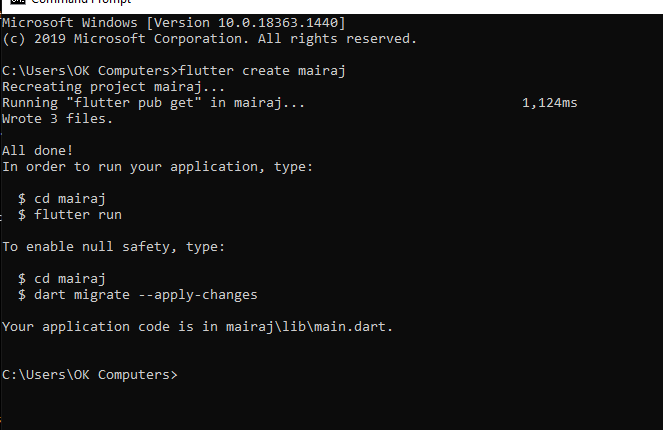 Command Prompt
Microsoft Windows [Version 10.0.18363.1440]
(c) 2019 Microsoft Corporation. All rights reserved.
C:\Users\OK Computers>flutter create mairaj
Recreating project mairaj...
Running "flutter pub get" in mairaj... 1,124ms
Wrote 3 files.
All done!
In order to run your application, type:
$ cd mairaj
$ flutter run
To enable null safety, type:
$ cd mairaj
$ dart migrate --apply-changes
Your application code is in mairaj\lib\main.dart.
C:\Users\OK Computers>